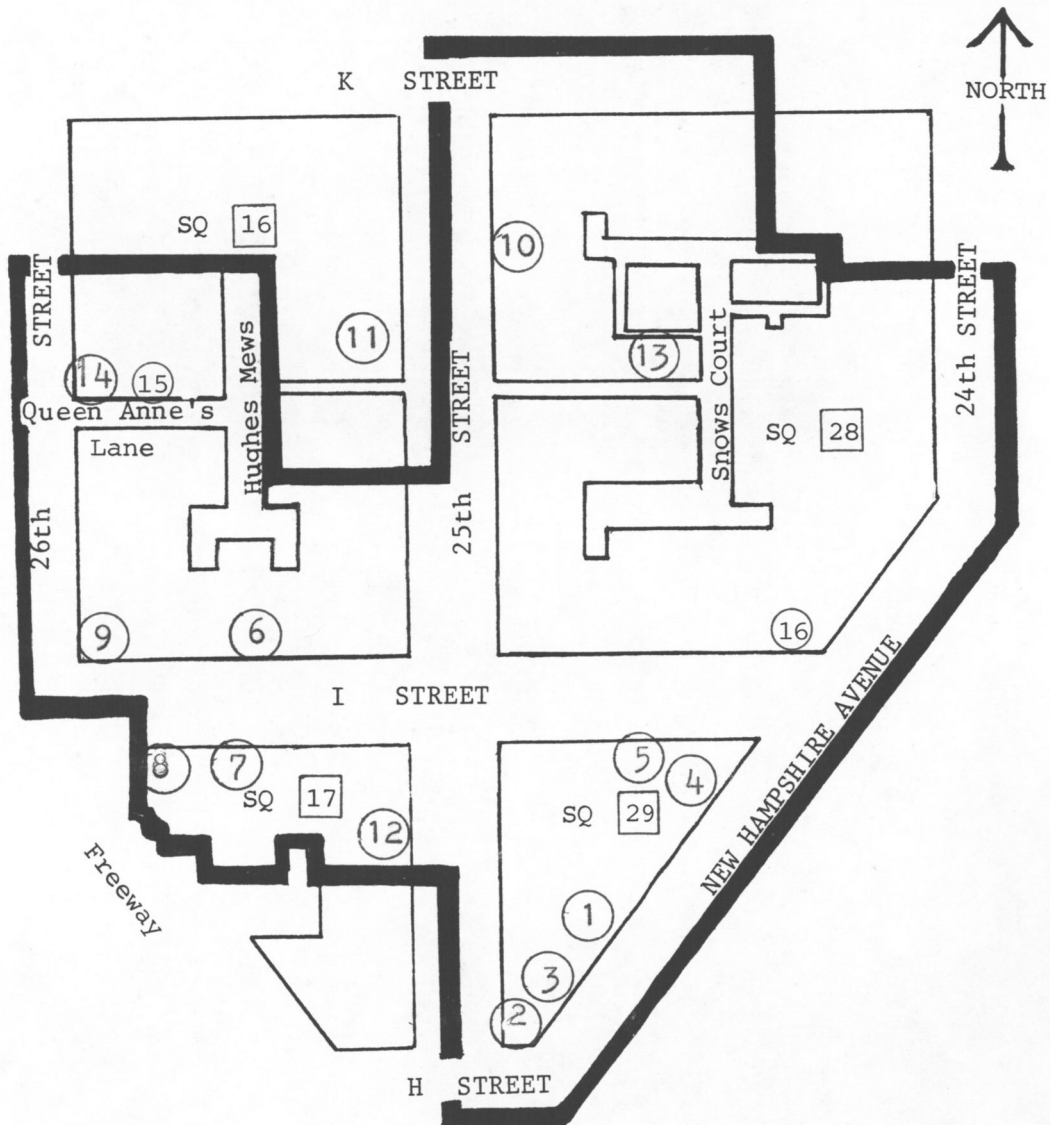 K STREET
NORTH
SQ 16
10
STREET
11
14
15
Hughes Mews
13
Snows Court
24th STREET
Queen Anne's
Lane
STREET
SQ 28
26th
25th
9
6
16
I STREET
8
7
5
4
SQ 17
SQ 29
12
NEW HAMPSHIRE AVENUE
Freeway
1
3
2
H STREET